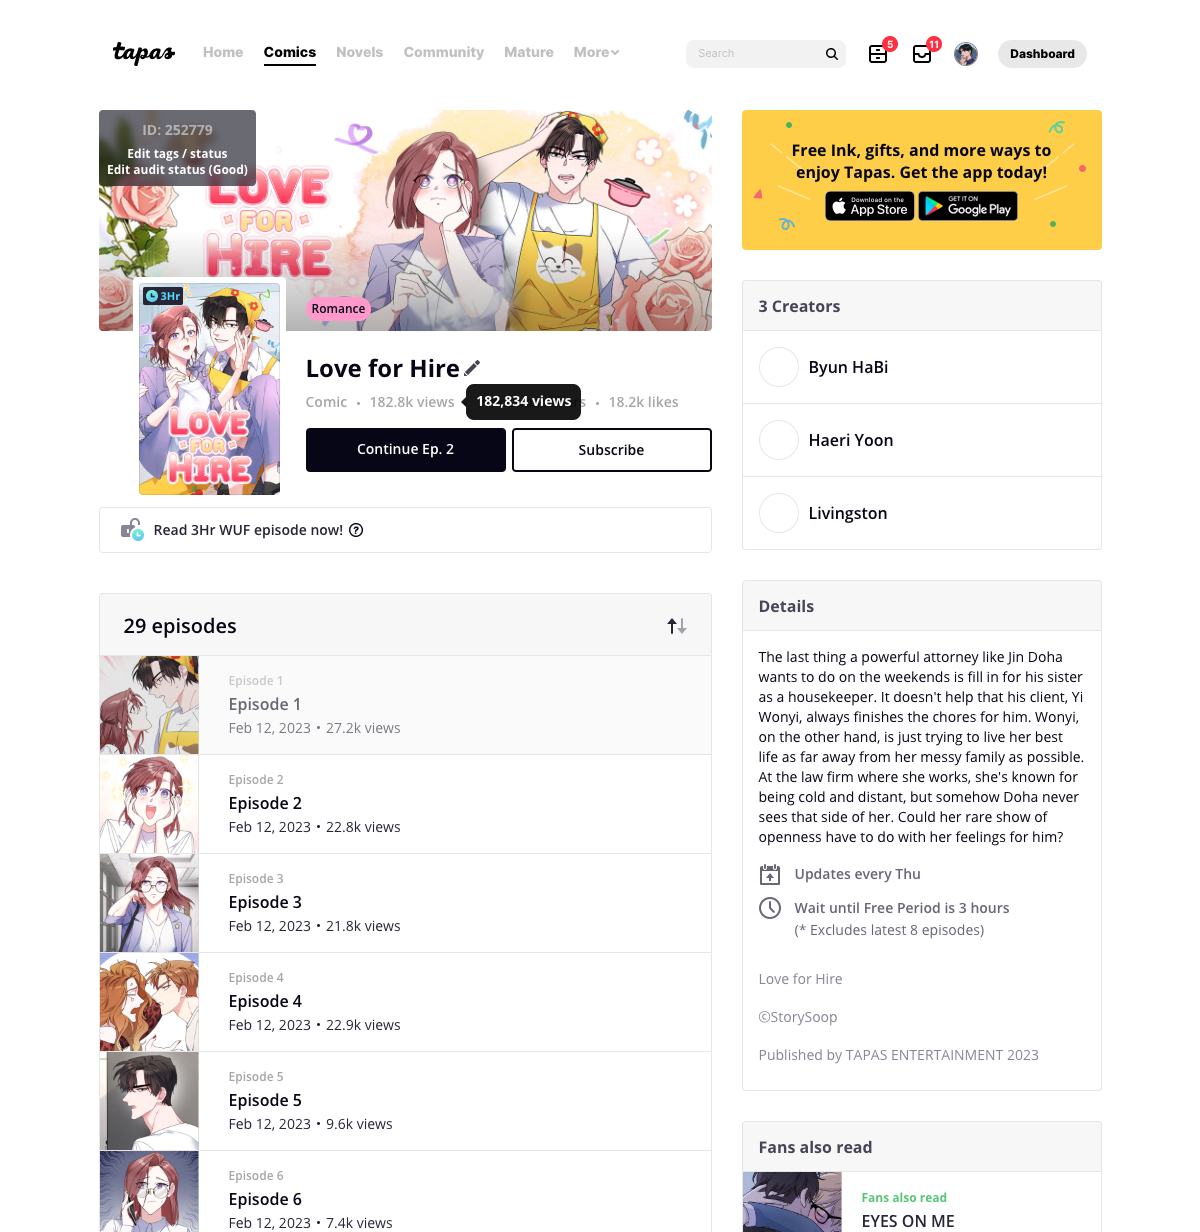 tapas
Home
Comics
Novels
Community
Mature
More
Search
5
11
Dashboard
ID: 252779
Edit tags / status
Edit audit status (Good)
LOVE
FOR
HIRE
Romance
3Hr
LOVE
FOR
HIRE
Love for Hire
Comic • 182.8k views
182,834 views
s • 18.2k likes
Continue Ep. 2
Subscribe
Read 3Hr WUF episode now!
29 episodes
Episode 1
Episode 1
Feb 12, 2023 • 27.2k views
Episode 2
Episode 2
Feb 12, 2023 • 22.8k views
Episode 3
Episode 3
Feb 12, 2023 • 21.8k views
Episode 4
Episode 4
Feb 12, 2023 • 22.9k views
Episode 5
Episode 5
Feb 12, 2023 • 9.6k views
Episode 6
Episode 6
Feb 12, 2023 • 7.4k views
Free Ink, gifts, and more ways to
enjoy Tapas. Get the app today!
Download on the
App Store
GET IT ON
Google Play
3 Creators
Byun HaBi
Haeri Yoon
Livingston
Details
The last thing a powerful attorney like Jin Doha
wants to do on the weekends is fill in for his sister
as a housekeeper. It doesn't help that his client, Yi
Wonyi, always finishes the chores for him. Wonyi,
on the other hand, is just trying to live her best
life as far away from her messy family as possible.
At the law firm where she works, she's known for
being cold and distant, but somehow Doha never
sees that side of her. Could her rare show of
openness have to do with her feelings for him?
Updates every Thu
Wait until Free Period is 3 hours
(* Excludes latest 8 episodes)
Love for Hire
©StorySoop
Published by TAPAS ENTERTAINMENT 2023
Fans also read
Fans also read
EYES ON ME